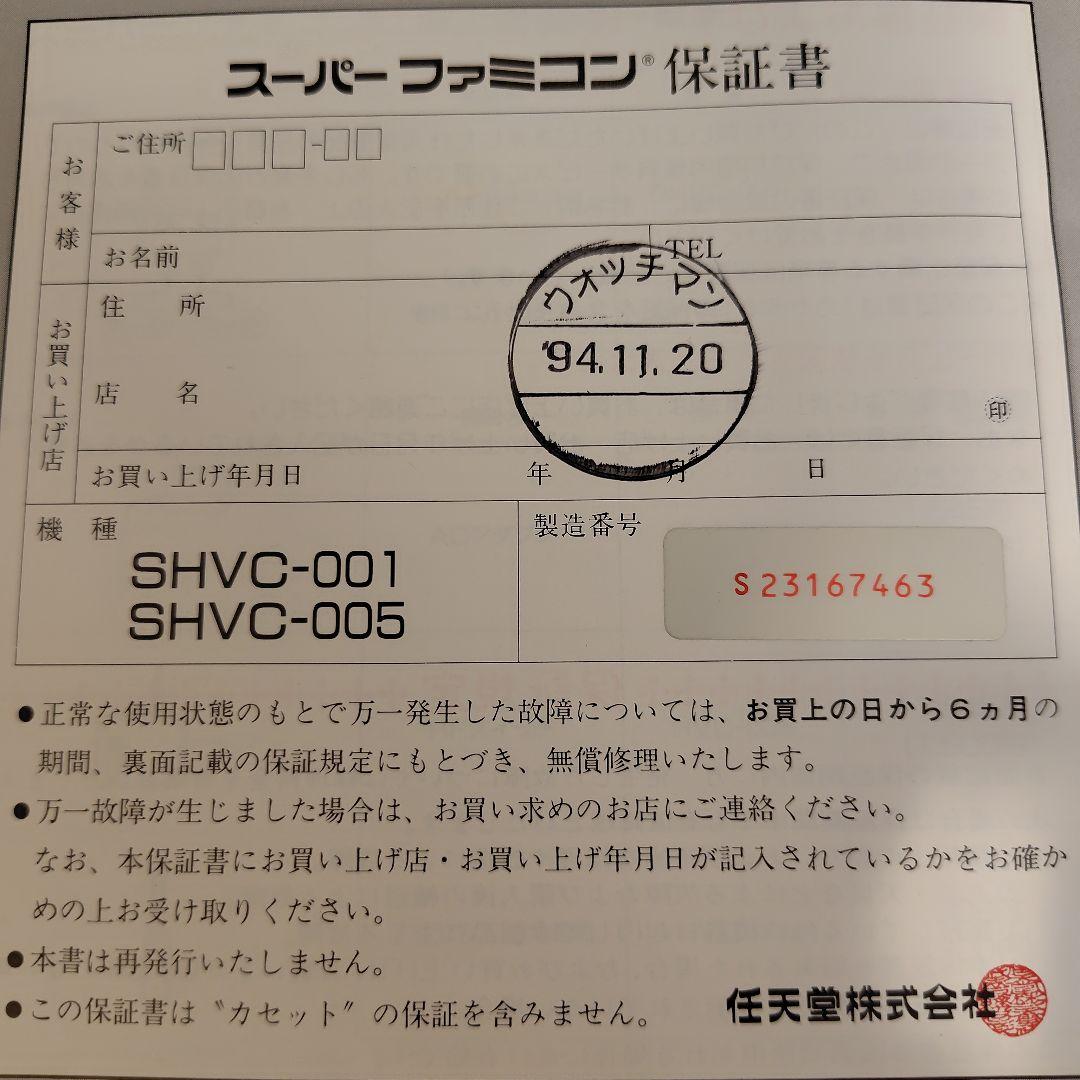 スーパーファミコン® 保証書
お客様
ご住所 □□□-□□
お名前
TEL
お買い上げ店
住 所
店 名
印
お買い上げ年月日 年 月 日
ウオッチマン
'94.11.20
機 種
SHVC-001
SHVC-005
製造番号
S23167463
●正常な使用状態のもとで万一発生した故障については、お買上の日から6ヵ月の
期間、裏面記載の保証規定にもとづき、無償修理いたします。
●万一故障が生じました場合は、お買い求めのお店にご連絡ください。
なお、本保証書にお買い上げ店・お買い上げ年月日が記入されているかをお確か
めの上お受け取りください。
●本書は再発行いたしません。
●この保証書は〝カセット〞の保証を含みません。
任天堂株式会社